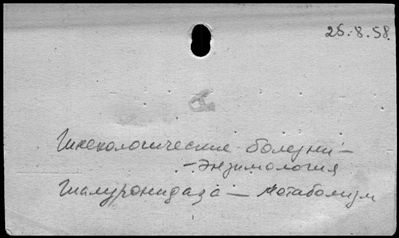 25.8.58.
Гинекологические болезни –
– энзимология
Гиалуронидаза – метаболизм